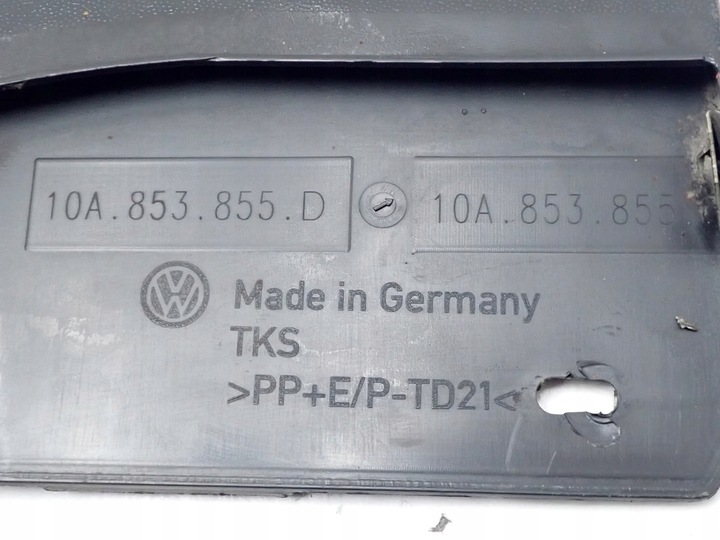 10A.853.855.D 10A.853.855
Made in Germany
TKS
>PP+E/P-TD21<